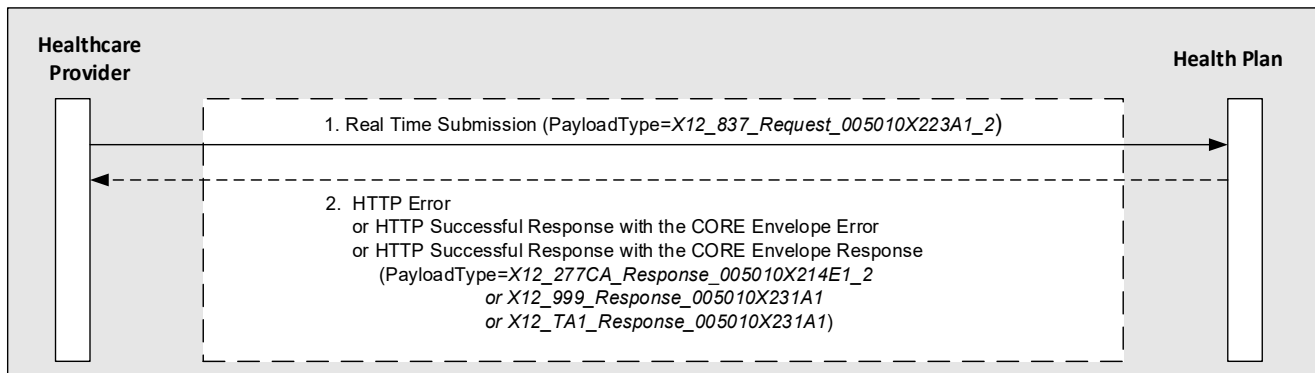 Healthcare
Provider
Health Plan
1. Real Time Submission (PayloadType=X12_837_Request_005010X223A1_2)
2. HTTP Error
or HTTP Successful Response with the CORE Envelope Error
or HTTP Successful Response with the CORE Envelope Response
(PayloadType=X12_277CA_Response_005010X214E1_2
or X12_999_Response_005010X231A1
or X12_TA1_Response_005010X231A1)